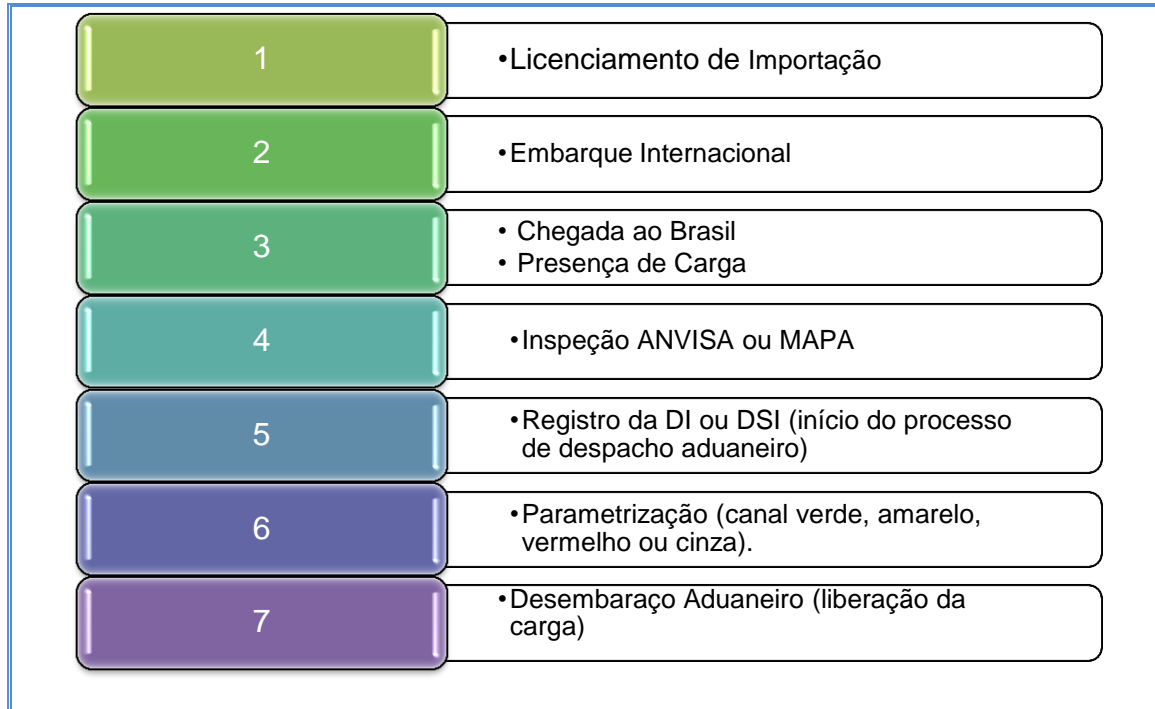 1
•Licenciamento de Importação
2
•Embarque Internacional
3
• Chegada ao Brasil
• Presença de Carga
4
•Inspeção ANVISA ou MAPA
5
•Registro da DI ou DSI (início do processo
de despacho aduaneiro)
6
•Parametrização (canal verde, amarelo,
vermelho ou cinza).
7
•Desembaraço Aduaneiro (liberação da
carga)